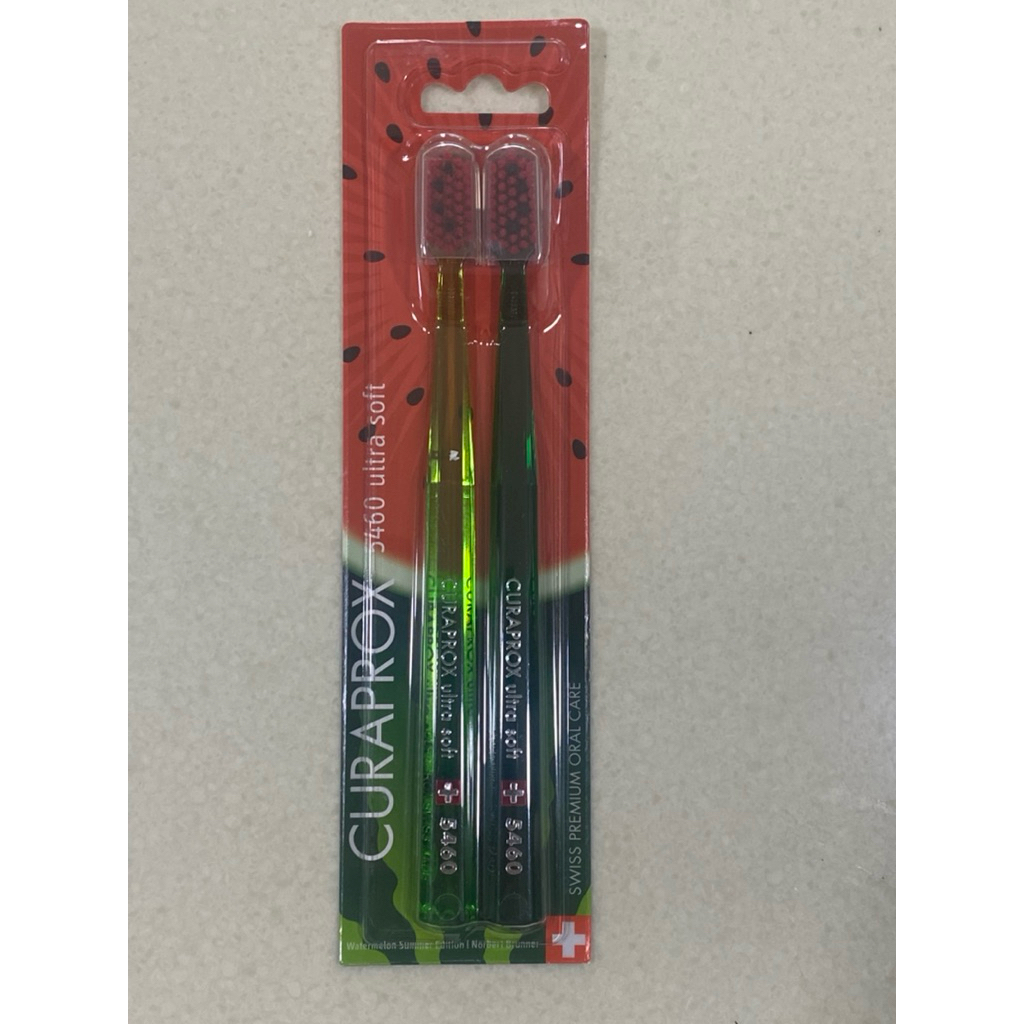 CURAPROX 5460 ultra soft
CURAPROX ultra soft 5460
CURAPROX ultra soft 5460
SWISS PREMIUM ORAL CARE
Watermelon Summer Edition | Norbert Brunner